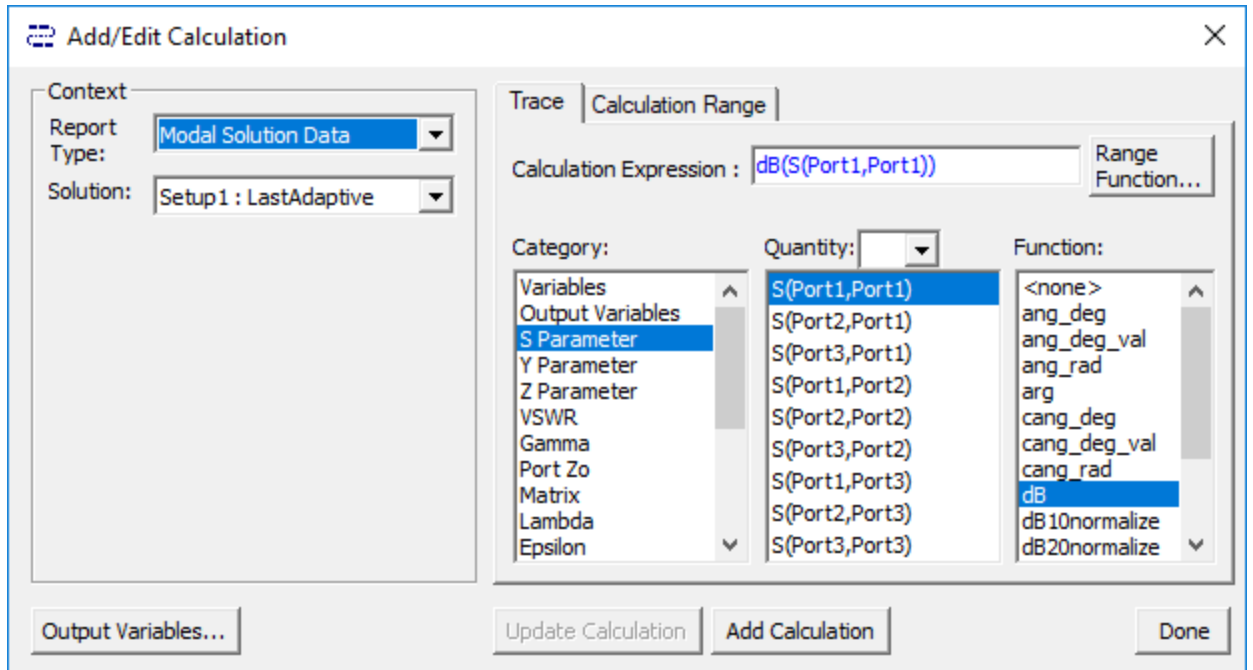 Add/Edit Calculation
Context
Report
Type:
Modal Solution Data
Solution:
Setup1 : LastAdaptive
Trace
Calculation Range
Calculation Expression :
dB(S(Port1,Port1))
Range
Function...
Category:
Quantity:
Function:
Variables
Output Variables
S Parameter
Y Parameter
Z Parameter
VSWR
Gamma
Port Zo
Matrix
Lambda
Epsilon
S(Port1,Port1)
S(Port2,Port1)
S(Port3,Port1)
S(Port1,Port2)
S(Port2,Port2)
S(Port3,Port2)
S(Port1,Port3)
S(Port2,Port3)
S(Port3,Port3)
<none>
ang_deg
ang_deg_val
ang_rad
arg
cang_deg
cang_deg_val
cang_rad
dB
dB10normalize
dB20normalize
Output Variables...
Update Calculation
Add Calculation
Done